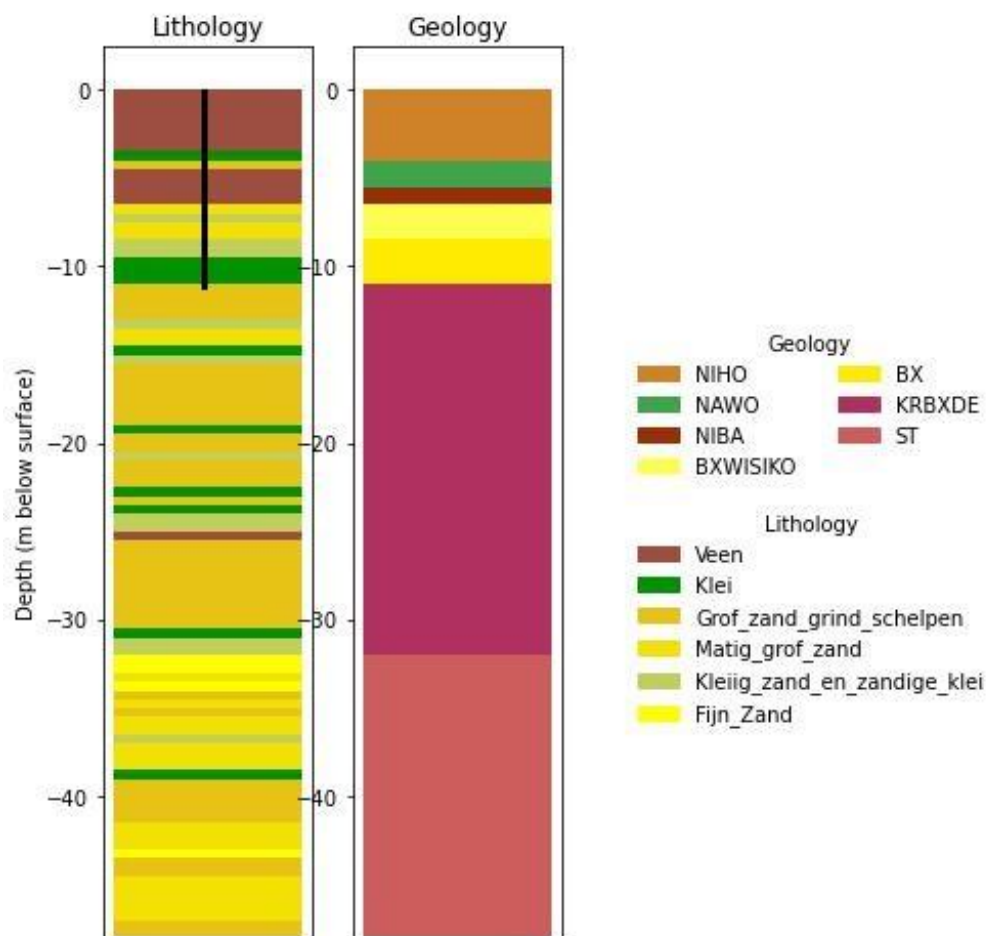 Lithology
Geology
0
−10
−20
−30
−40
Depth (m below surface)
0
−10
−20
−30
−40
Geology
NIHO
NAWO
NIBA
BXWISIKO
BX
KRBXDE
ST
Lithology
Veen
Klei
Grof_zand_grind_schelpen
Matig_grof_zand
Kleiig_zand_en_zandige_klei
Fijn_Zand